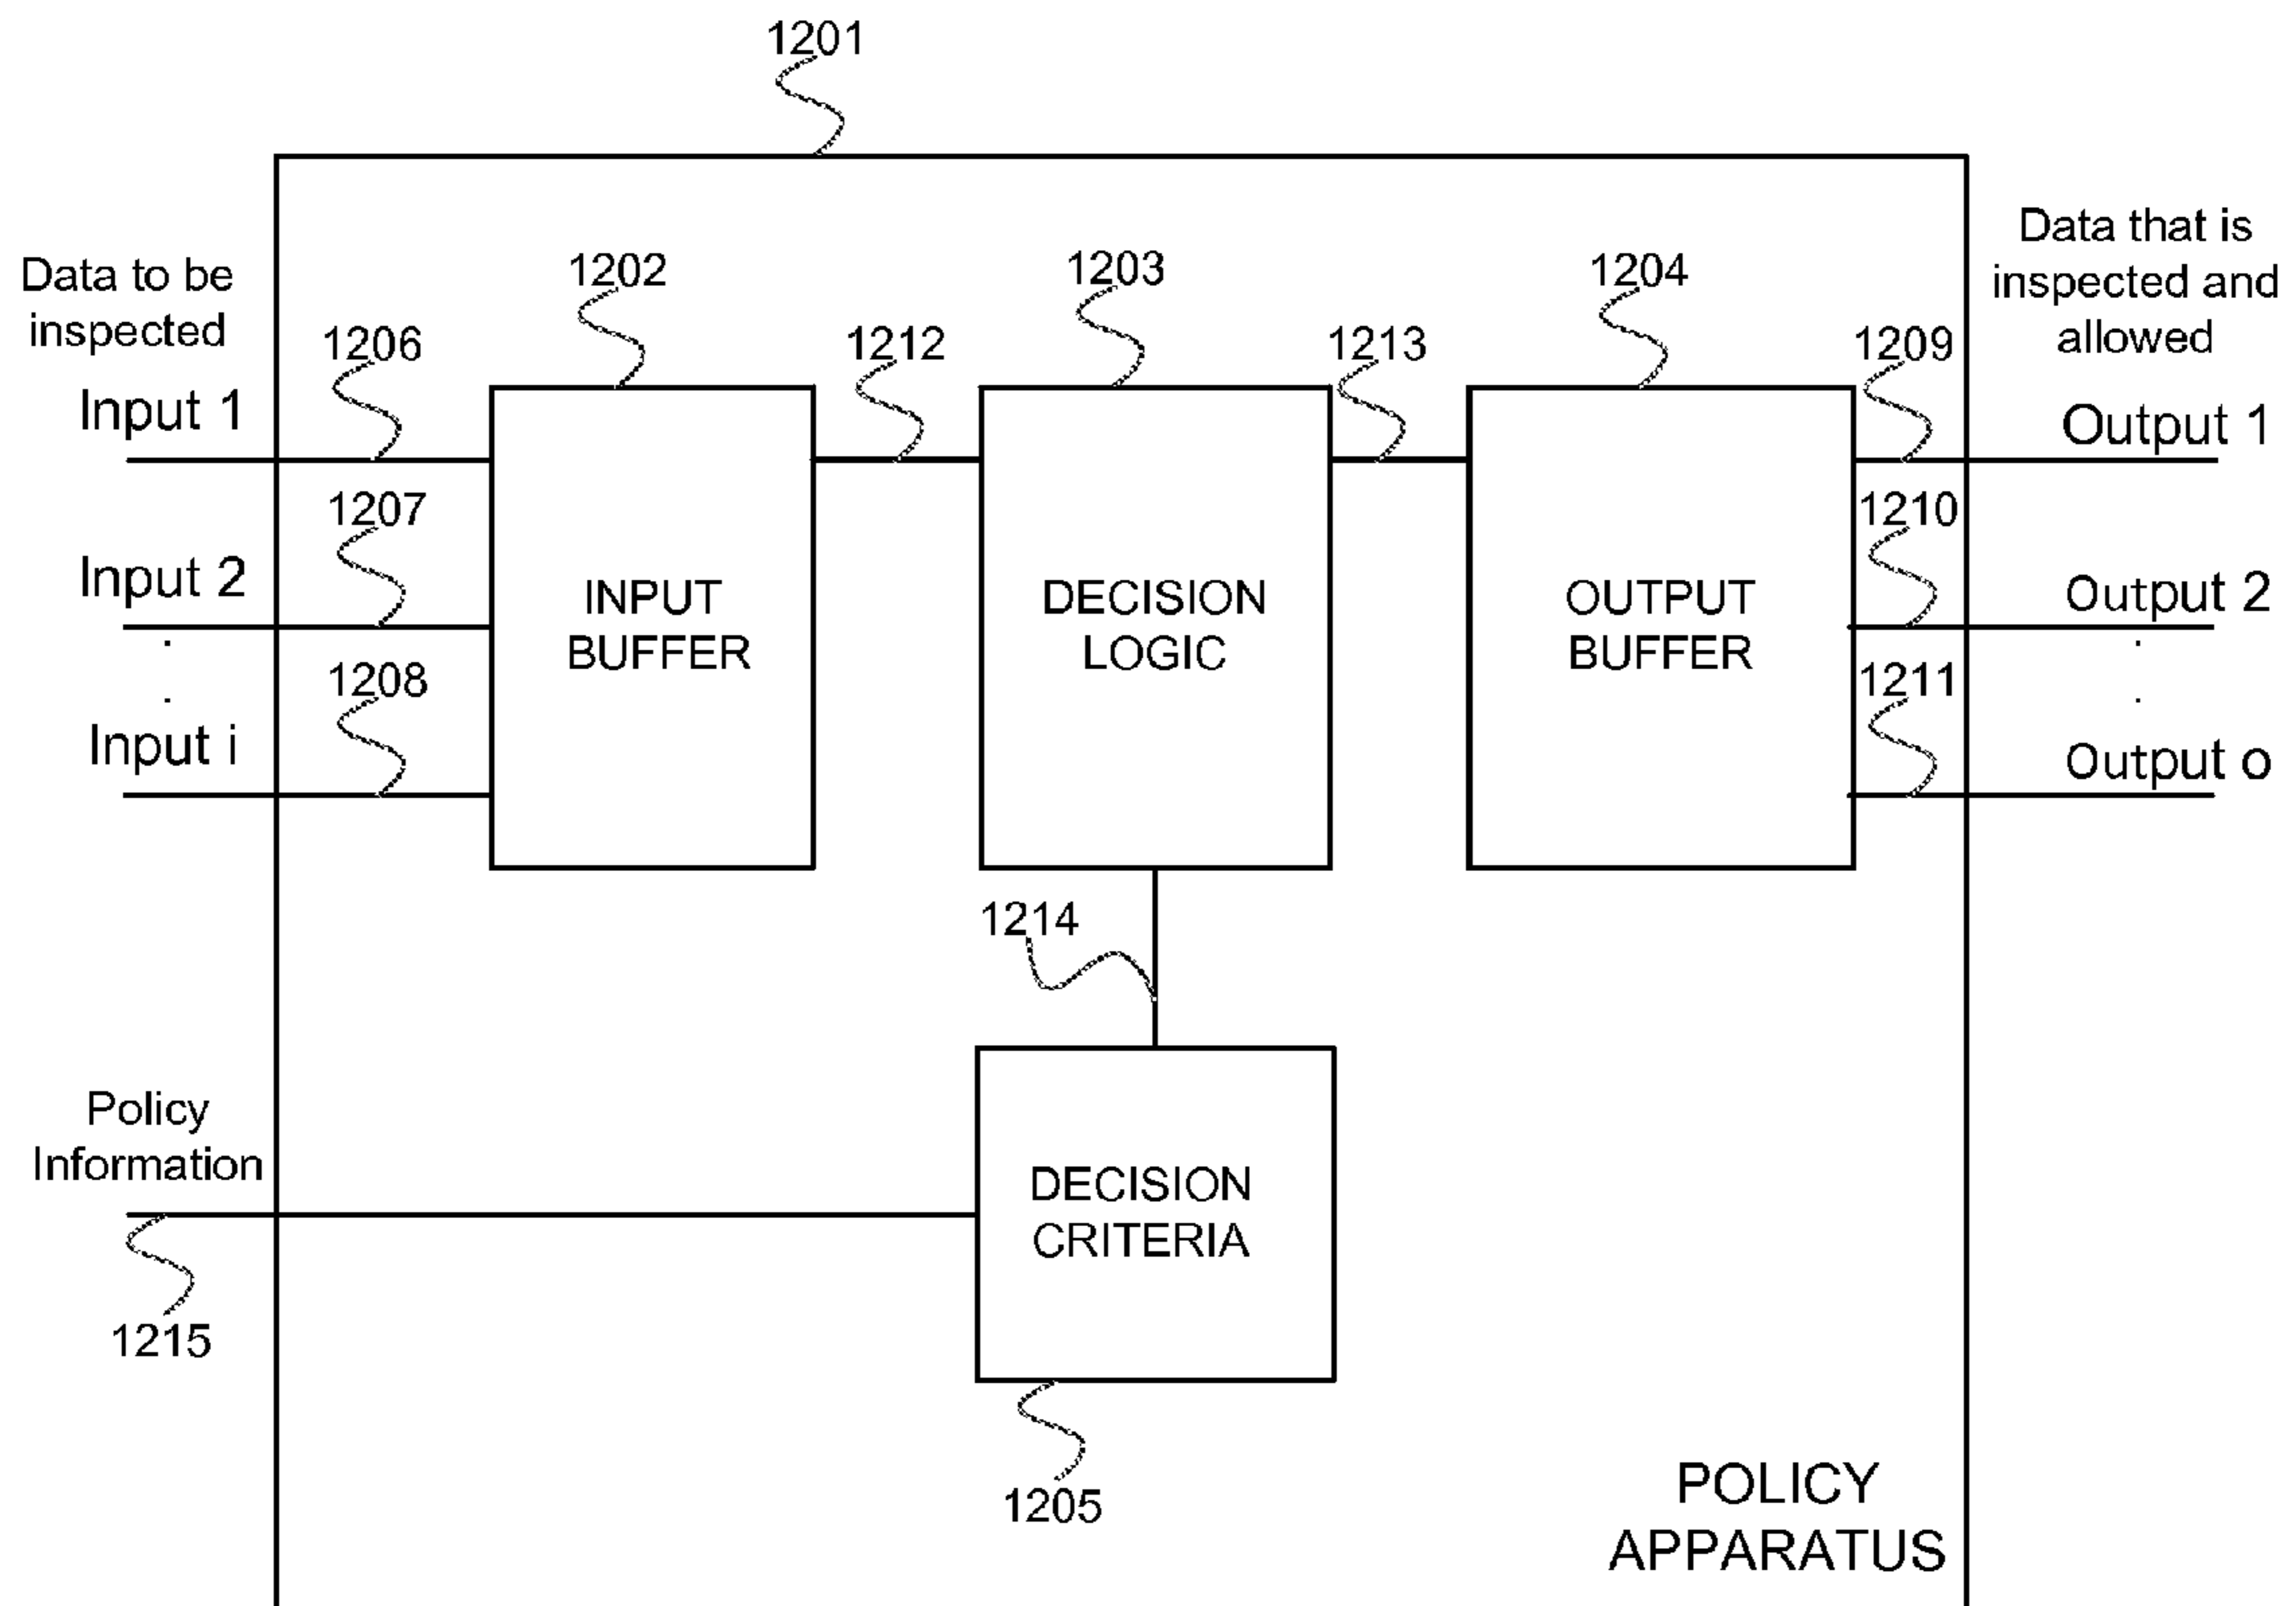 1201
Data to be
inspected
1202
1203
1204
Data that is
inspected and
allowed
1206
1212
1213
1209
Input 1
Output 1
1207
1210
Input 2
INPUT
BUFFER
DECISION
LOGIC
OUTPUT
BUFFER
Output 2
.
.
.
.
1208
1211
Input i
Output o
1214
Policy
Information
DECISION
CRITERIA
1215
1205
POLICY
APPARATUS